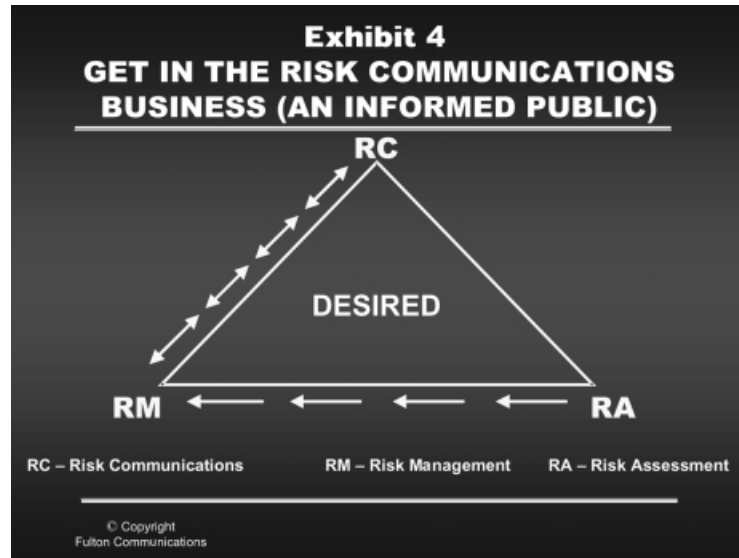 Exhibit 4
GET IN THE RISK COMMUNICATIONS
BUSINESS (AN INFORMED PUBLIC)
RC
DESIRED
RM
RA
RC – Risk Communications
RM – Risk Management
RA – Risk Assessment
© Copyright
Fulton Communications